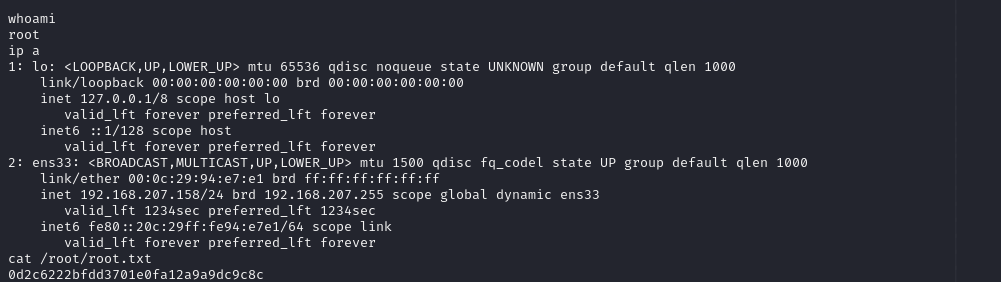 whoami
root
ip a
1: lo: <LOOPBACK,UP,LOWER_UP> mtu 65536 qdisc noqueue state UNKNOWN group default qlen 1000
    link/loopback 00:00:00:00:00:00 brd 00:00:00:00:00:00
    inet 127.0.0.1/8 scope host lo
       valid_lft forever preferred_lft forever
    inet6 ::1/128 scope host
       valid_lft forever preferred_lft forever
2: ens33: <BROADCAST,MULTICAST,UP,LOWER_UP> mtu 1500 qdisc fq_codel state UP group default qlen 1000
    link/ether 00:0c:29:94:e7:e1 brd ff:ff:ff:ff:ff:ff
    inet 192.168.207.158/24 brd 192.168.207.255 scope global dynamic ens33
       valid_lft 1234sec preferred_lft 1234sec
    inet6 fe80::20c:29ff:fe94:e7e1/64 scope link
       valid_lft forever preferred_lft forever
cat /root/root.txt
0d2c6222bfdd3701e0fa12a9a9dc9c8c